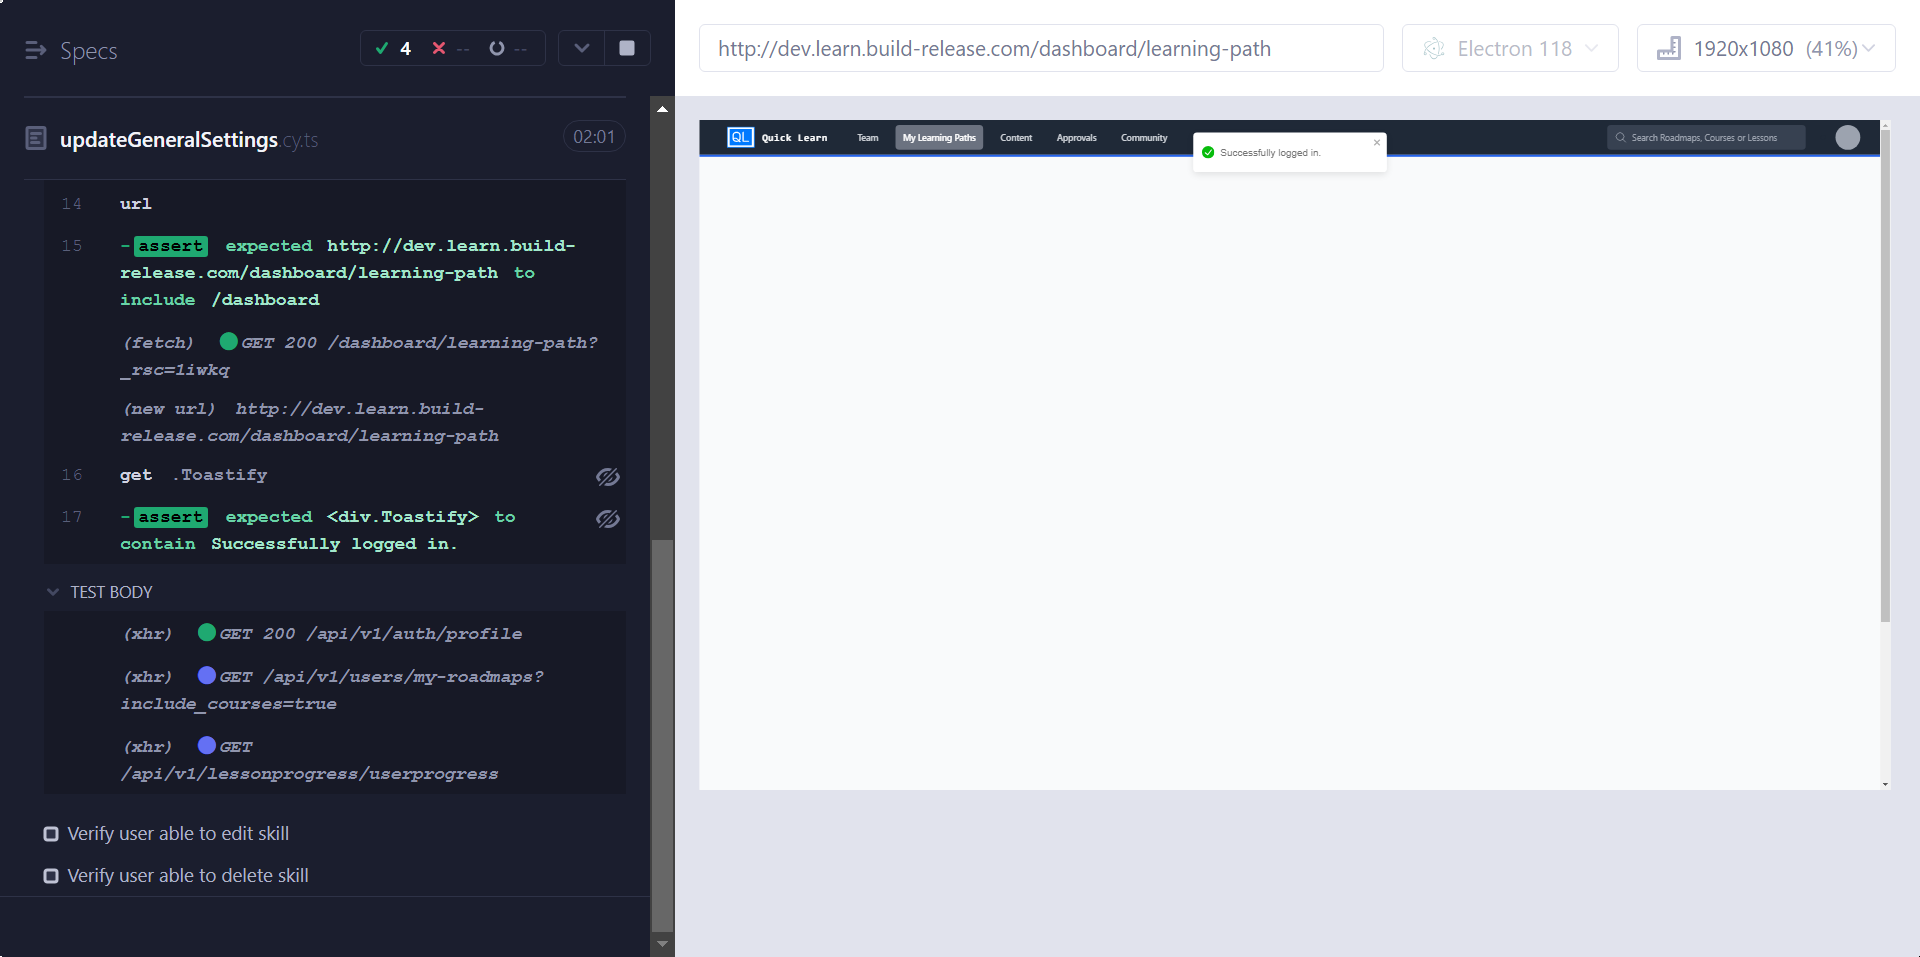 Specs
4 -- --
updateGeneralSettings.cy.ts 02:01
14 url
15 -assert expected http://dev.learn.build-
release.com/dashboard/learning-path to
include /dashboard
(fetch) GET 200 /dashboard/learning-path?
_rsc=1iwkq
(new url) http://dev.learn.build-
release.com/dashboard/learning-path
16 get .Toastify
17 -assert expected <div.Toastify> to
contain Successfully logged in.
TEST BODY
(xhr) GET 200 /api/v1/auth/profile
(xhr) GET /api/v1/users/my-roadmaps?
include_courses=true
(xhr) GET
/api/v1/lessonprogress/userprogress
Verify user able to edit skill
Verify user able to delete skill
http://dev.learn.build-release.com/dashboard/learning-path Electron 118 1920x1080 (41%)
QL Quick Learn Team My Learning Paths Content Approvals Community Search Roadmaps, Courses or Lessons
Successfully logged in.